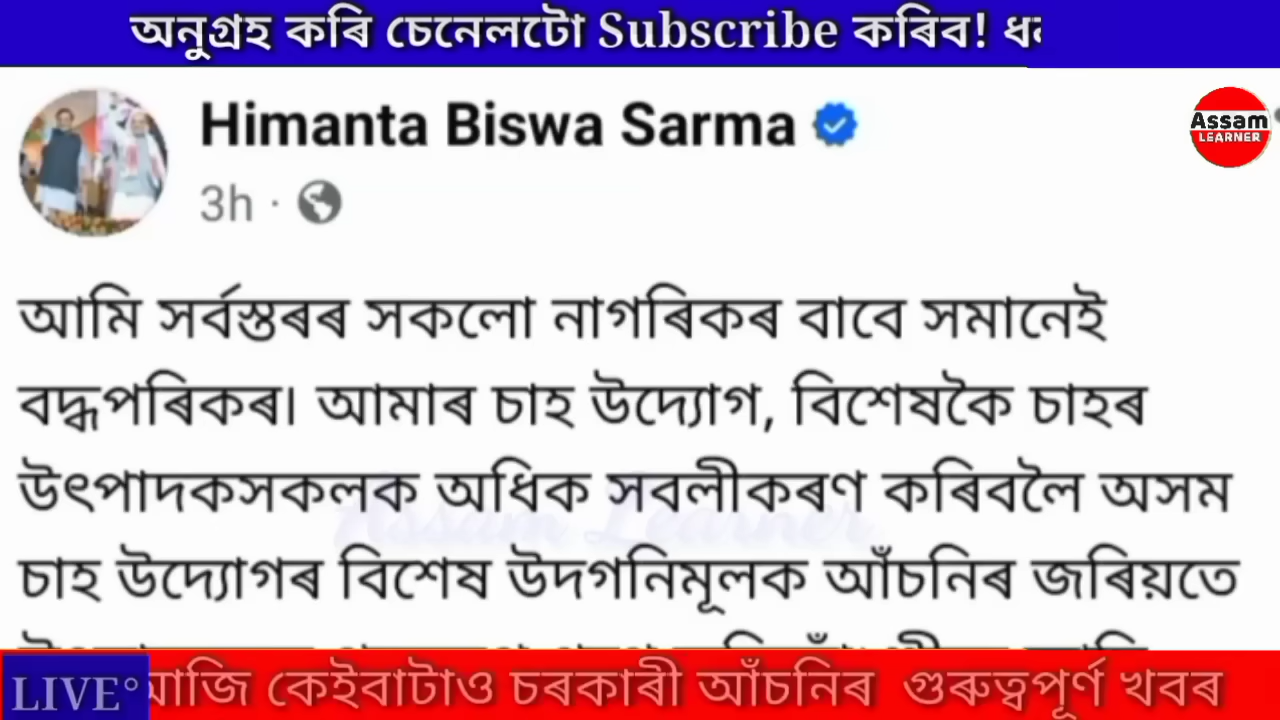 অনুগ্ৰহ কৰি চেনেলটো Subscribe কৰিব!
Himanta Biswa Sarma
Assam
LEARNER
3h ·
আমি সৰ্বস্তৰৰ সকলো নাগৰিকৰ বাবে সমানেই
বদ্ধপৰিকৰ। আমাৰ চাহ উদ্যোগ, বিশেষকৈ চাহৰ
উৎপাদকসকলক অধিক সবলীকৰণ কৰিবলৈ অসম
Assam Learner
চাহ উদ্যোগৰ বিশেষ উদগনিমূলক আঁচনিৰ জৰিয়তে
LIVE° আজি কেইবাটাও চৰকাৰী আঁচনিৰ গুৰুত্বপূৰ্ণ খবৰ